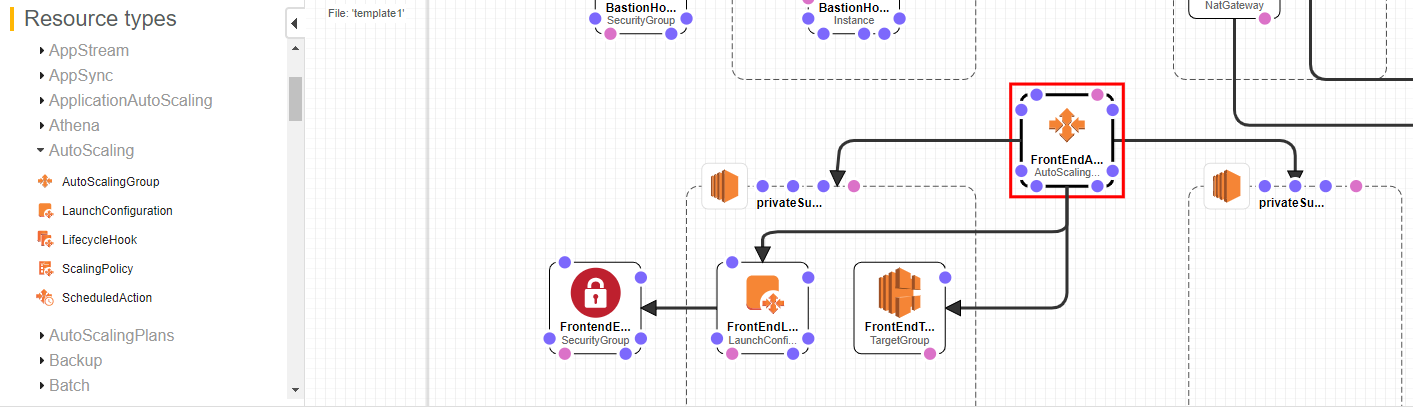 Resource types
AppStream
AppSync
ApplicationAutoScaling
Athena
AutoScaling
AutoScalingGroup
LaunchConfiguration
LifecycleHook
ScalingPolicy
ScheduledAction
AutoScalingPlans
Backup
Batch
File: 'template1'
BastionHo...
SecurityGroup
BastionHo...
Instance
NatGateway
FrontEndA...
AutoScaling...
privateSu...
privateSu...
FrontendE...
SecurityGroup
FrontEndL...
LaunchConfi...
FrontEndT...
TargetGroup